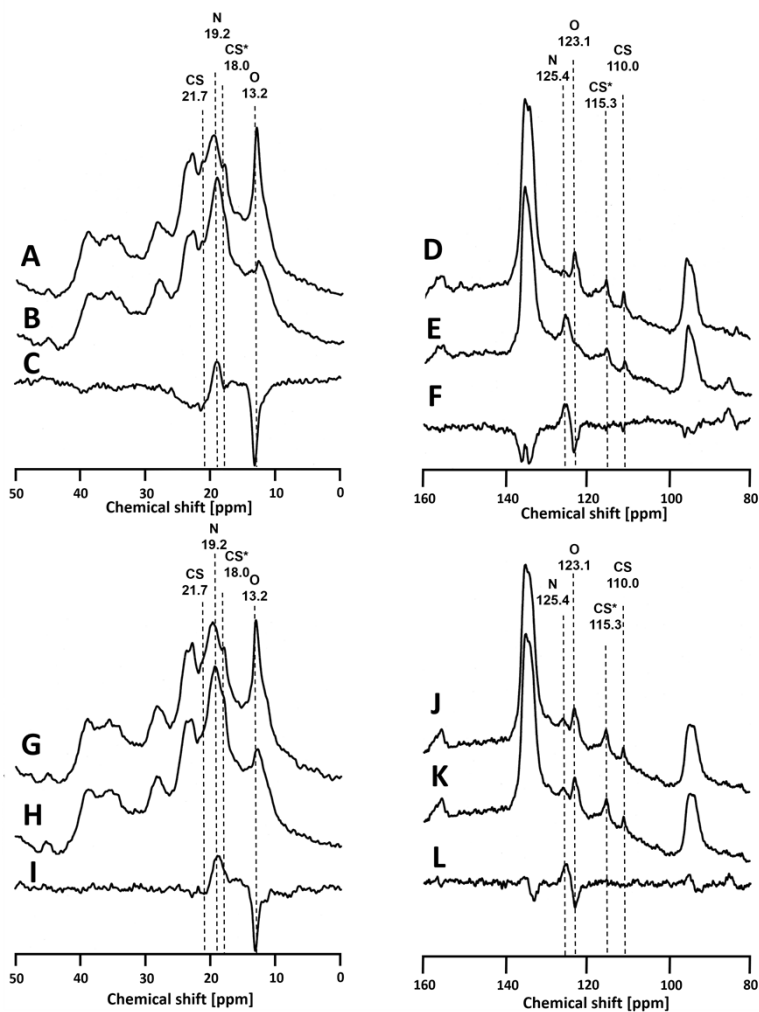 N
19.2
CS*
18.0
CS
21.7
O
13.2
A
B
C
50 40 30 20 10 0
Chemical shift [ppm]
O
123.1
N
125.4
CS
110.0
CS*
115.3
D
E
F
160 140 120 100 80
Chemical shift [ppm]
N
19.2
CS*
18.0
CS
21.7
O
13.2
G
H
I
50 40 30 20 10 0
Chemical shift [ppm]
O
123.1
N
125.4
CS
110.0
CS*
115.3
J
K
L
160 140 120 100 80
Chemical shift [ppm]